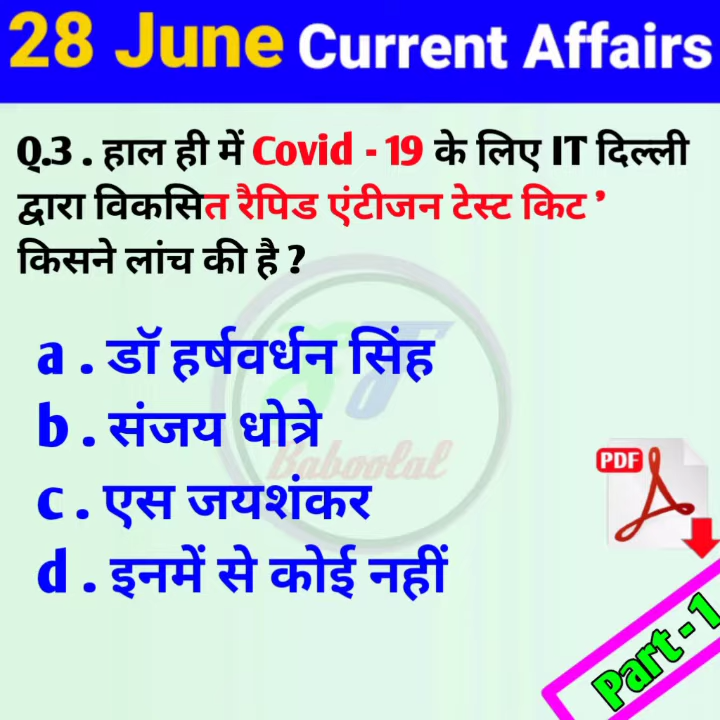 28 June Current Affairs
Q.3 . हाल ही में Covid - 19 के लिए IT दिल्ली
द्वारा विकसित रैपिड एंटीजन टेस्ट किट ’
किसने लांच की है ?
a . डॉ हर्षवर्धन सिंह
b . संजय धोत्रे
c . एस जयशंकर
d . इनमें से कोई नहीं
Baboolal
PDF
Part - 1